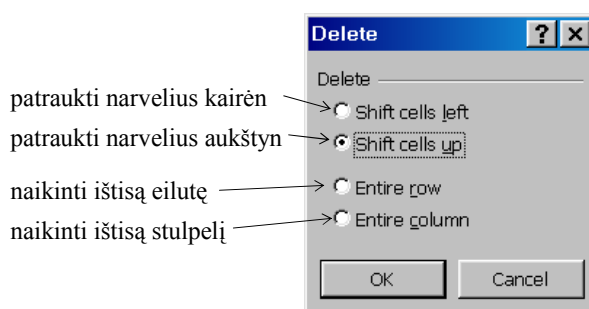 Delete
Delete
patraukti narvelius kairėn
Shift cells left
patraukti narvelius aukštyn
Shift cells up
naikinti ištisą eilutę
Entire row
naikinti ištisą stulpelį
Entire column
OK
Cancel